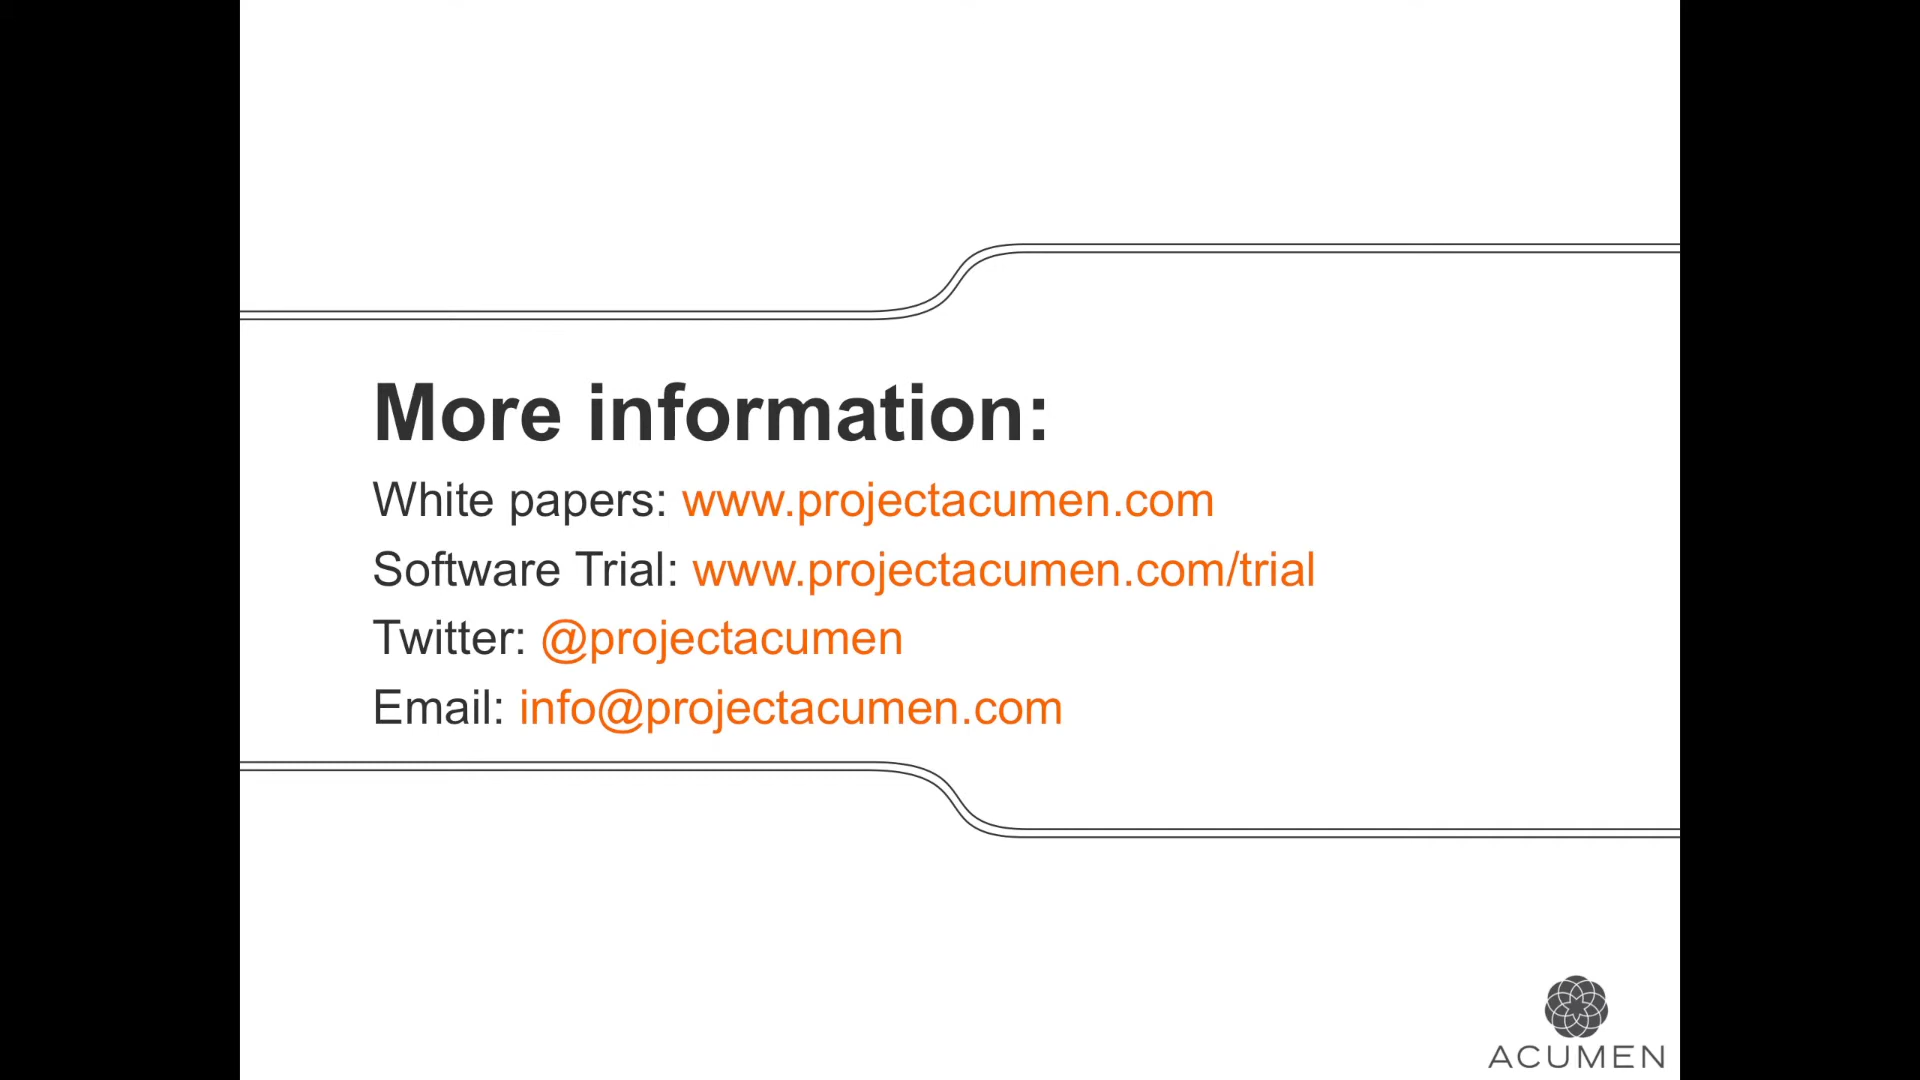 More information:
White papers: www.projectacumen.com
Software Trial: www.projectacumen.com/trial
Twitter: @projectacumen
Email: info@projectacumen.com
ACUMEN